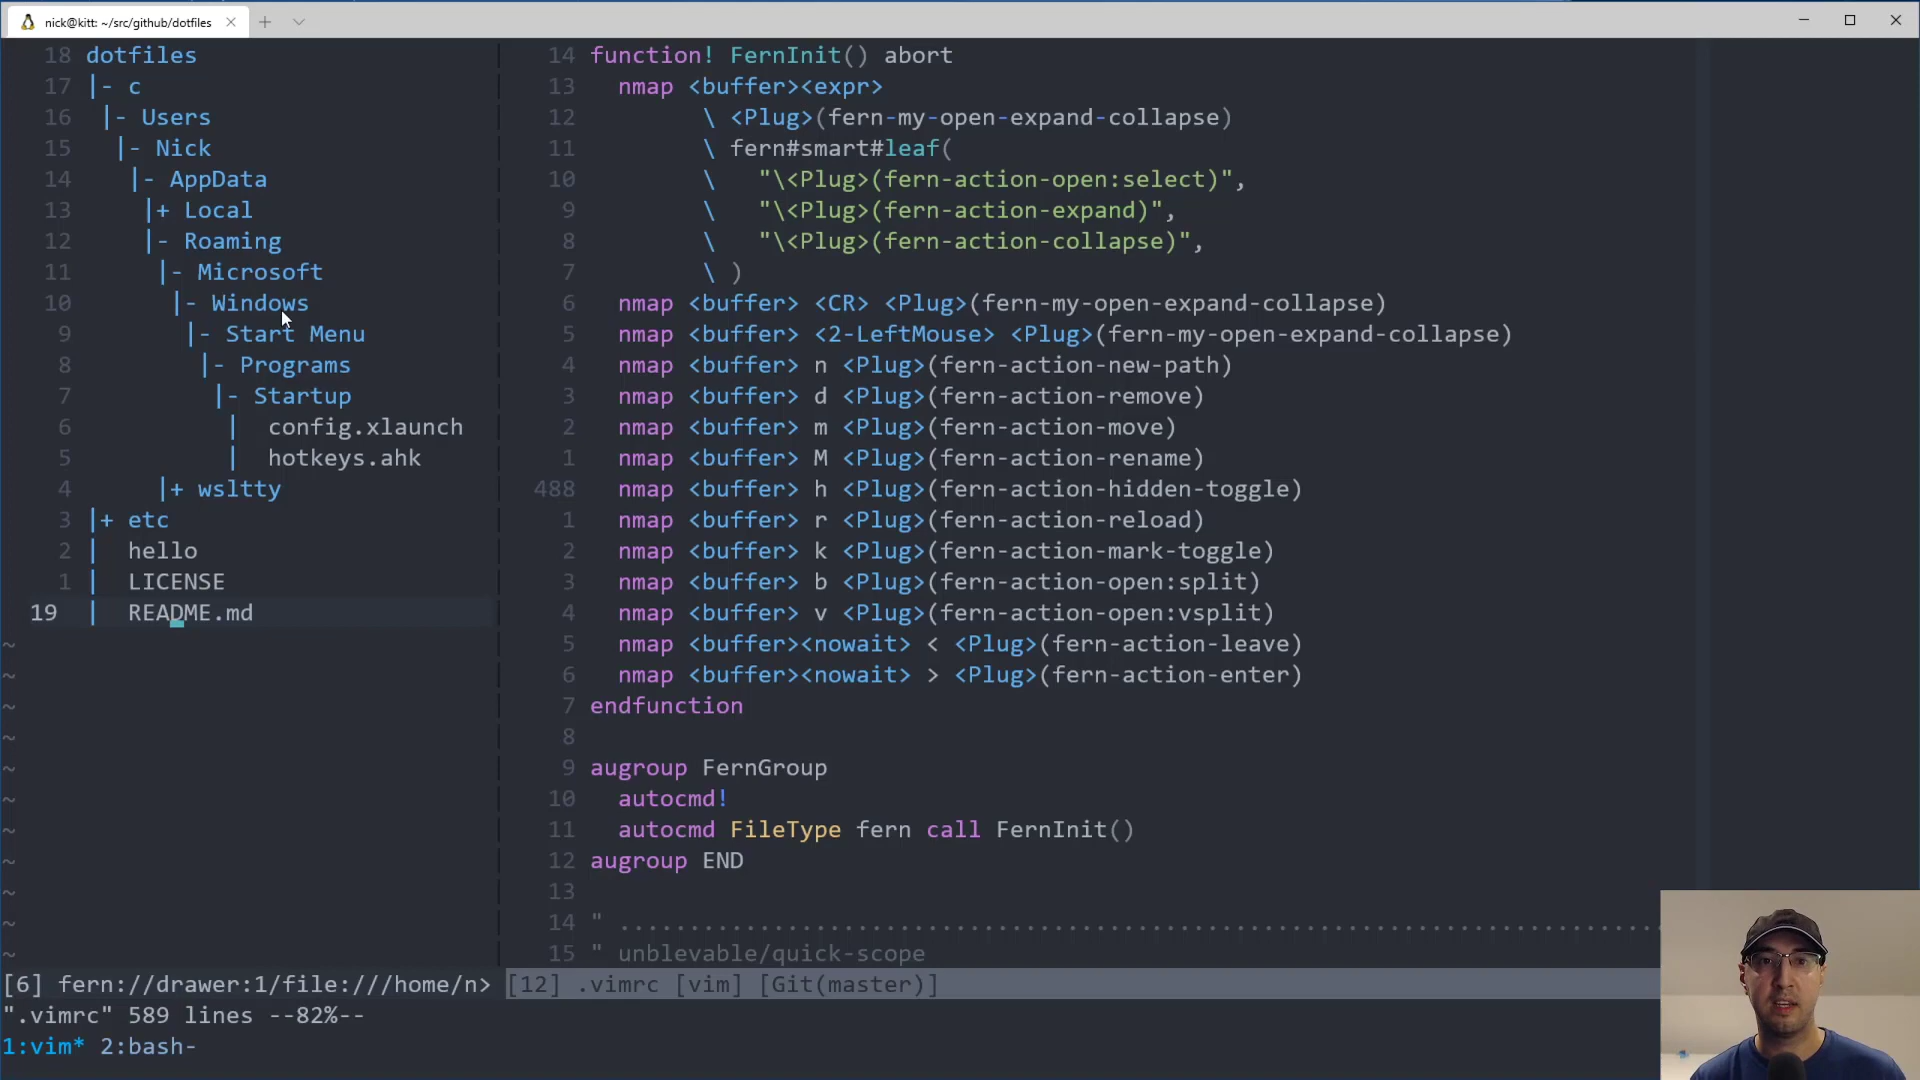 nick@kitt: ~/src/github/dotfiles
18 dotfiles
17 |- c
16 |- Users
15 |- Nick
14 |- AppData
13 |+ Local
12 |- Roaming
11 |- Microsoft
10 |- Windows
9 |- Start Menu
8 |- Programs
7 |- Startup
6 | config.xlaunch
5 | hotkeys.ahk
4 |+ wsltty
3 |+ etc
2 | hello
1 | LICENSE
19 | README.md
~
~
~
~
~
~
~
~
~
~
~
14 function! FernInit() abort
13 nmap <buffer><expr>
12 \ <Plug>(fern-my-open-expand-collapse)
11 \ fern#smart#leaf(
10 \ "\<Plug>(fern-action-open:select)",
9 \ "\<Plug>(fern-action-expand)",
8 \ "\<Plug>(fern-action-collapse)",
7 \ )
6 nmap <buffer> <CR> <Plug>(fern-my-open-expand-collapse)
5 nmap <buffer> <2-LeftMouse> <Plug>(fern-my-open-expand-collapse)
4 nmap <buffer> n <Plug>(fern-action-new-path)
3 nmap <buffer> d <Plug>(fern-action-remove)
2 nmap <buffer> m <Plug>(fern-action-move)
1 nmap <buffer> M <Plug>(fern-action-rename)
488 nmap <buffer> h <Plug>(fern-action-hidden-toggle)
1 nmap <buffer> r <Plug>(fern-action-reload)
2 nmap <buffer> k <Plug>(fern-action-mark-toggle)
3 nmap <buffer> b <Plug>(fern-action-open:split)
4 nmap <buffer> v <Plug>(fern-action-open:vsplit)
5 nmap <buffer><nowait> < <Plug>(fern-action-leave)
6 nmap <buffer><nowait> > <Plug>(fern-action-enter)
7 endfunction
8
9 augroup FernGroup
10 autocmd!
11 autocmd FileType fern call FernInit()
12 augroup END
13
14 " ..........................................................................
15 " unblevable/quick-scope
[6] fern://drawer:1/file:///home/n> [12] .vimrc [vim] [Git(master)]
".vimrc" 589 lines --82%--
1:vim* 2:bash-